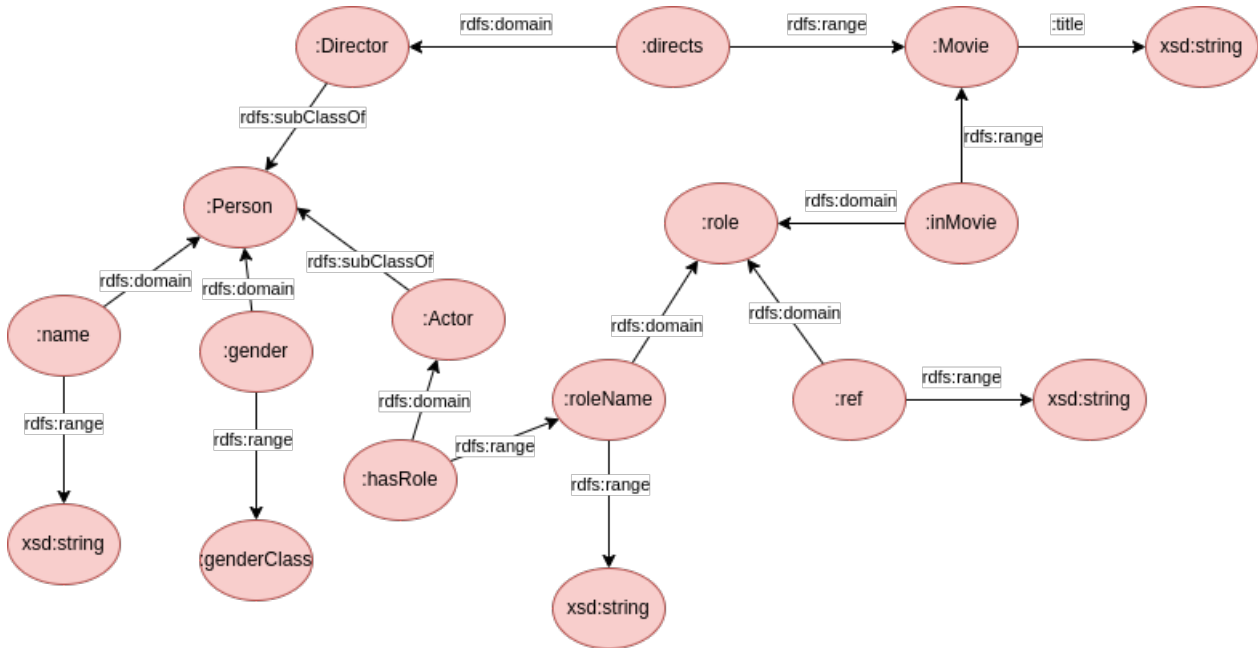 rdfs:domain
rdfs:range
:title
:Director
:directs
:Movie
xsd:string
rdfs:subClassOf
rdfs:range
:Person
rdfs:domain
:role
:inMovie
rdfs:subClassOf
rdfs:domain
rdfs:domain
:name
:gender
:Actor
rdfs:domain
rdfs:domain
rdfs:range
rdfs:domain
:roleName
:ref
xsd:string
rdfs:range
rdfs:range
rdfs:range
:hasRole
rdfs:range
xsd:string
:genderClass
xsd:string